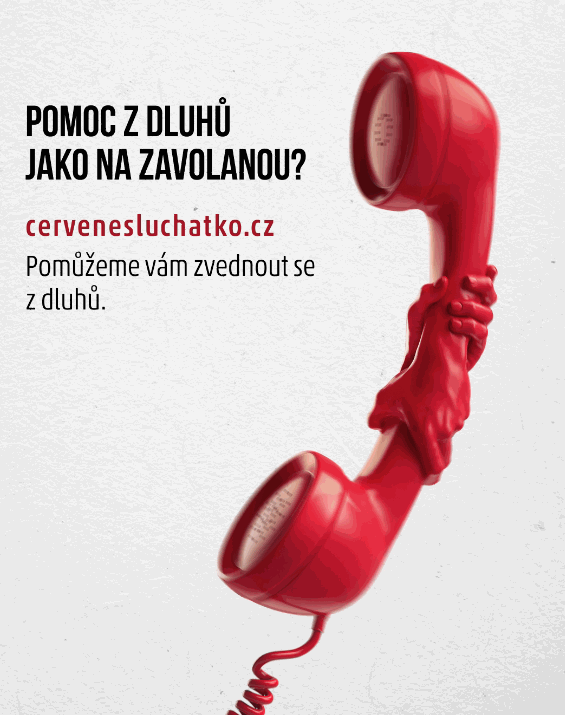 POMOC Z DLUHŮ
JAKO NA ZAVOLANOU?
cervenesluchatko.cz
Pomůžeme vám zvednout se
z dluhů.